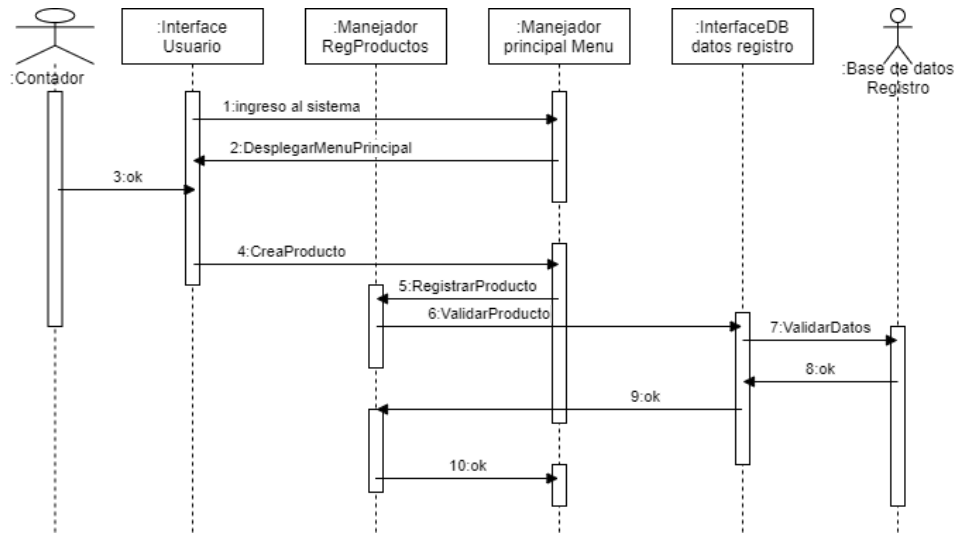 :Contador
:Interface
Usuario
:Manejador
RegProductos
:Manejador
principal Menu
:InterfaceDB
datos registro
:Base de datos
Registro
1:ingreso al sistema
2:DesplegarMenuPrincipal
3:ok
4:CreaProducto
5:RegistrarProducto
6:ValidarProducto
7:ValidarDatos
8:ok
9:ok
10:ok